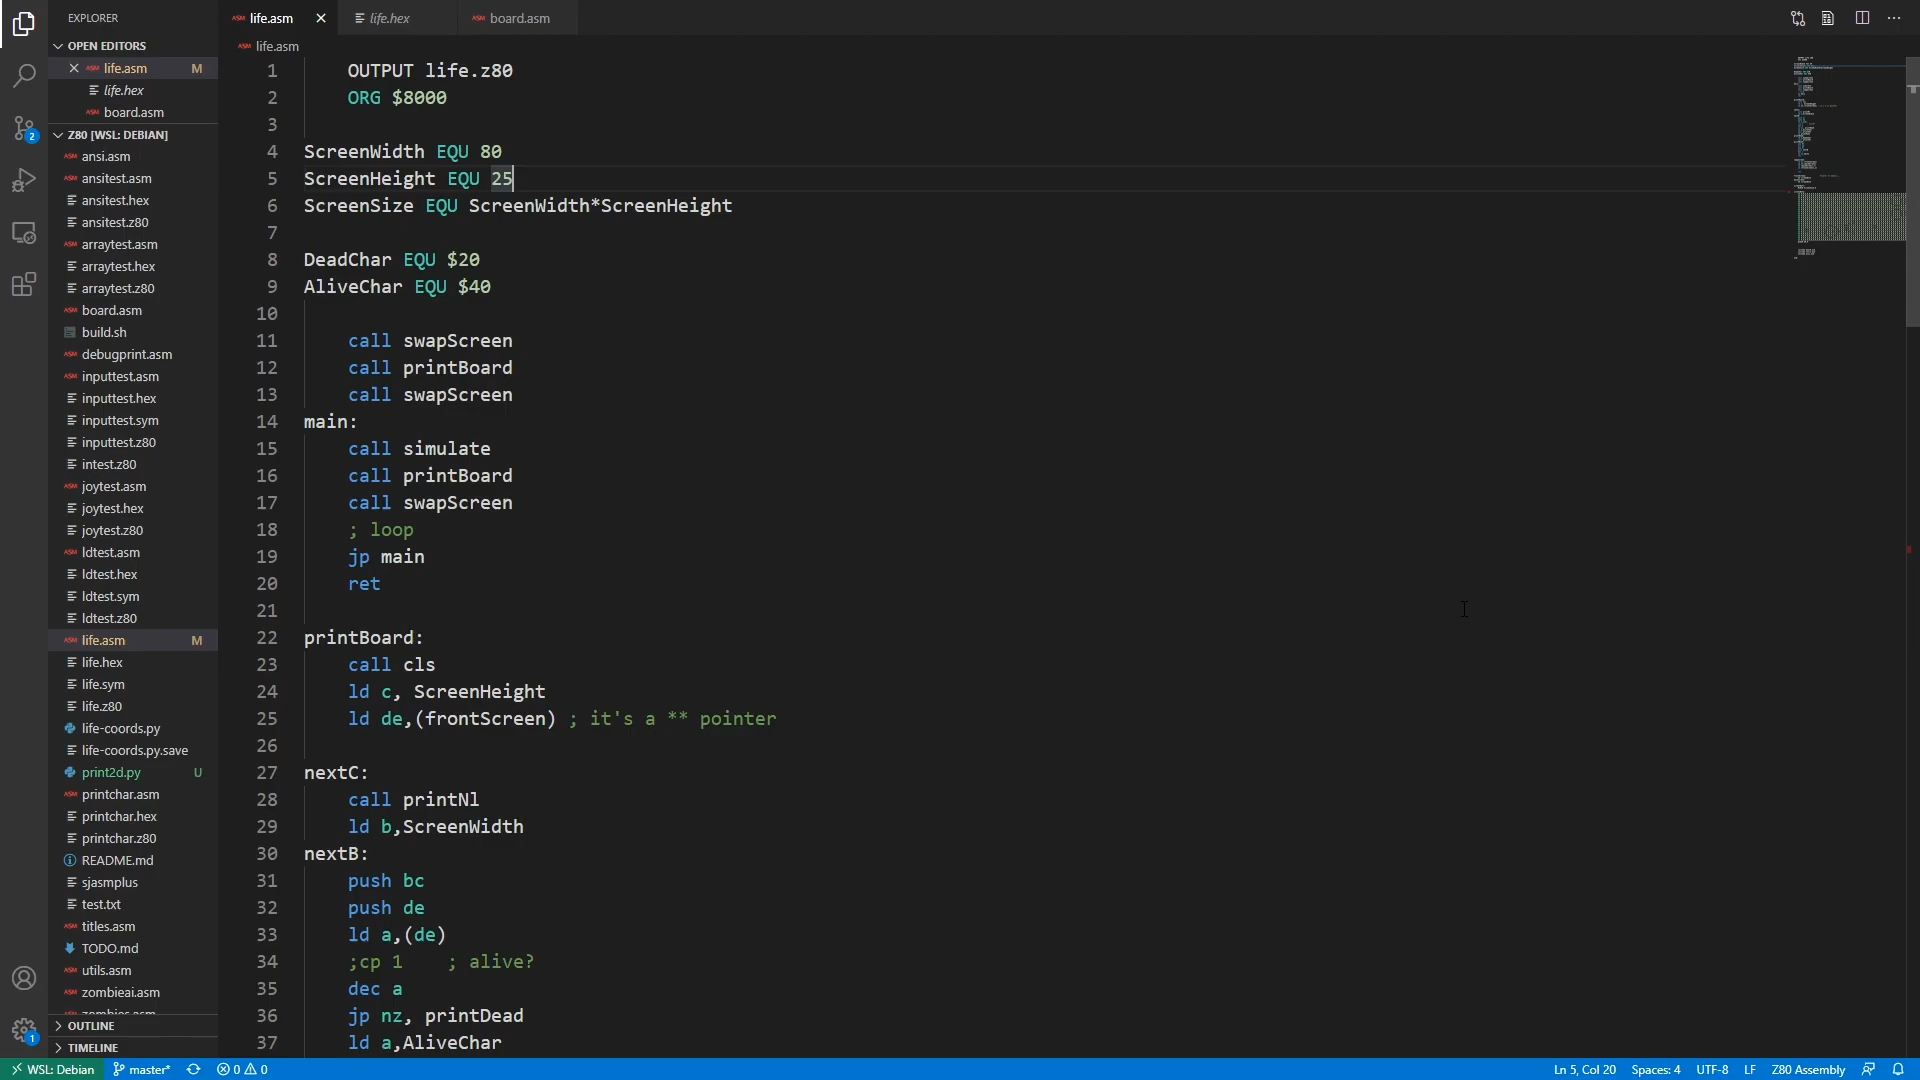 EXPLORER
OPEN EDITORS
life.asm M
life.hex
board.asm
Z80 [WSL: DEBIAN]
ansi.asm
ansitest.asm
ansitest.hex
ansitest.z80
arraytest.asm
arraytest.hex
arraytest.z80
board.asm
build.sh
debugprint.asm
inputtest.asm
inputtest.hex
inputtest.sym
inputtest.z80
intest.z80
joytest.asm
joytest.hex
joytest.z80
ldtest.asm
ldtest.hex
ldtest.sym
ldtest.z80
life.asm M
life.hex
life.sym
life.z80
life-coords.py
life-coords.py.save
print2d.py U
printchar.asm
printchar.hex
printchar.z80
README.md
sjasmplus
test.txt
titles.asm
TODO.md
utils.asm
zombieai.asm
OUTLINE
TIMELINE
life.asm life.hex board.asm
life.asm
1 OUTPUT life.z80
2 ORG $8000
3
4 ScreenWidth EQU 80
5 ScreenHeight EQU 25
6 ScreenSize EQU ScreenWidth*ScreenHeight
7
8 DeadChar EQU $20
9 AliveChar EQU $40
10
11 call swapScreen
12 call printBoard
13 call swapScreen
14 main:
15 call simulate
16 call printBoard
17 call swapScreen
18 ; loop
19 jp main
20 ret
21
22 printBoard:
23 call cls
24 ld c, ScreenHeight
25 ld de,(frontScreen) ; it's a ** pointer
26
27 nextC:
28 call printNl
29 ld b,ScreenWidth
30 nextB:
31 push bc
32 push de
33 ld a,(de)
34 ;cp 1 ; alive?
35 dec a
36 jp nz, printDead
37 ld a,AliveChar
2
1
WSL: Debian master* 0 0 Ln 5, Col 20 Spaces: 4 UTF-8 LF Z80 Assembly